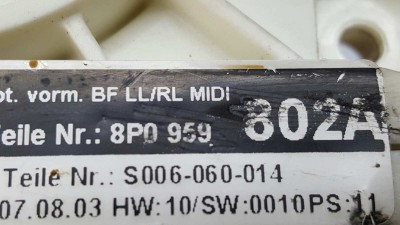 ot. vorm. BF LL/RL MIDI
Teile Nr.: 8P0 959 802A
Teile Nr.: S006-060-014
07.08.03 HW:10/SW:0010PS:11